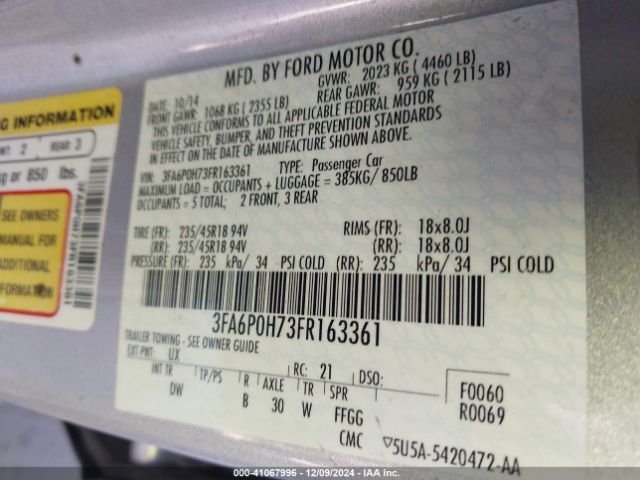 MFD. BY FORD MOTOR CO.
DATE: 10/14
GVWR: 2023 KG ( 4460 LB)
FRONT GAWR: 1068 KG ( 2355 LB)
REAR GAWR: 959 KG ( 2115 LB)
THIS VEHICLE CONFORMS TO ALL APPLICABLE FEDERAL MOTOR
VEHICLE SAFETY, BUMPER, AND THEFT PREVENTION STANDARDS
IN EFFECT ON THE DATE OF MANUFACTURE SHOWN ABOVE.
VIN: 3FA6P0H73FR163361 TYPE: Passenger Car
MAXIMUM LOAD = OCCUPANTS + LUGGAGE = 385KG/ 850LB
OCCUPANTS = 5 TOTAL; 2 FRONT, 3 REAR
TIRE (FR): 235/45R18 94V RIMS (FR): 18x8.0J
(RR): 235/45R18 94V (RR): 18x8.0J
PRESSURE (FR): 235 kPa/ 34 PSI COLD (RR): 235 kPa/ 34 PSI COLD
3FA6P0H73FR163361
TRAILER TOWING - SEE OWNER GUIDE
EXT PNT: UX RC: 21 DSO:
INT TR TP/PS R AXLE TR SPR
DW B 30 W FFGG
CMC
F0060
R0069
▽5U5A-5420472-AA
INFORMATION
2 REAR: 3
or 850 lbs.
SEE OWNERS
MANUAL FOR
ADDITIONAL
INFORMATION
3FA6P0H73FR163361
000-41067996 - 12/09/2024 - IAAI Inc.